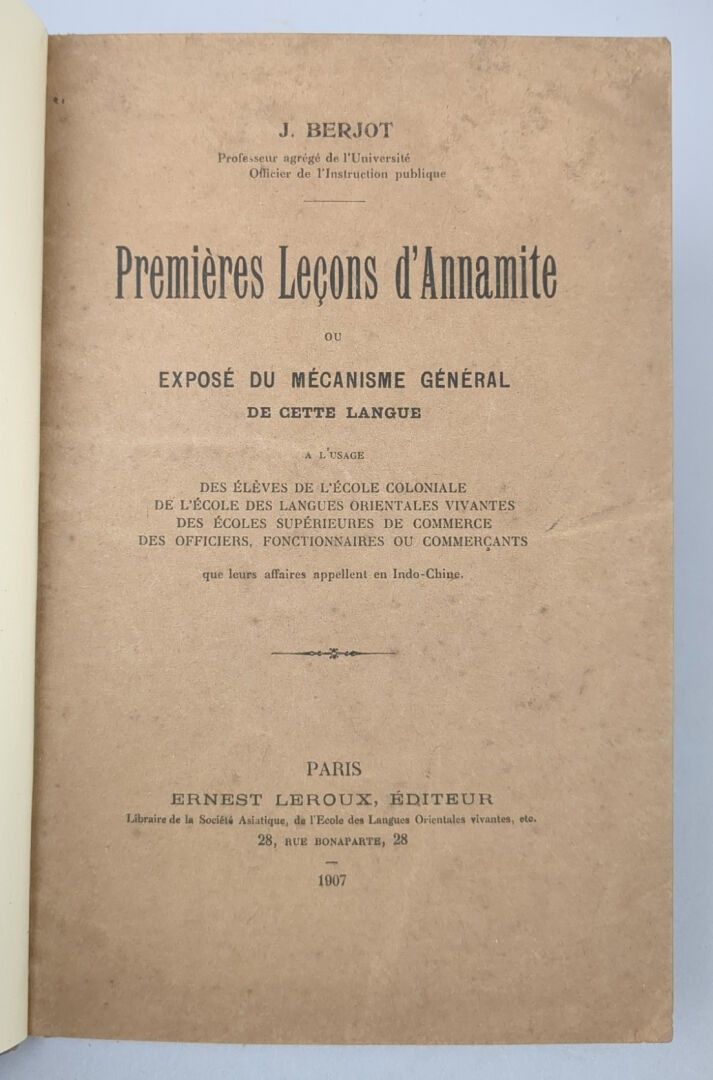 J. BERJOT
Professeur agrégé de l'Université
Officier de l'Instruction publique
Premières Leçons d'Annamite
OU
EXPOSÉ DU MÉCANISME GÉNÉRAL
DE CETTE LANGUE
A L'USAGE
DES ÉLÈVES DE L'ÉCOLE COLONIALE
DE L'ÉCOLE DES LANGUES ORIENTALES VIVANTES
DES ÉCOLES SUPÉRIEURES DE COMMERCE
DES OFFICIERS, FONCTIONNAIRES OU COMMERÇANTS
que leurs affaires appellent en Indo-Chine.
PARIS
ERNEST LEROUX, ÉDITEUR
Libraire de la Société Asiatique, de l'Ecole des Langues Orientales vivantes, etc.
28, RUE BONAPARTE, 28
1907